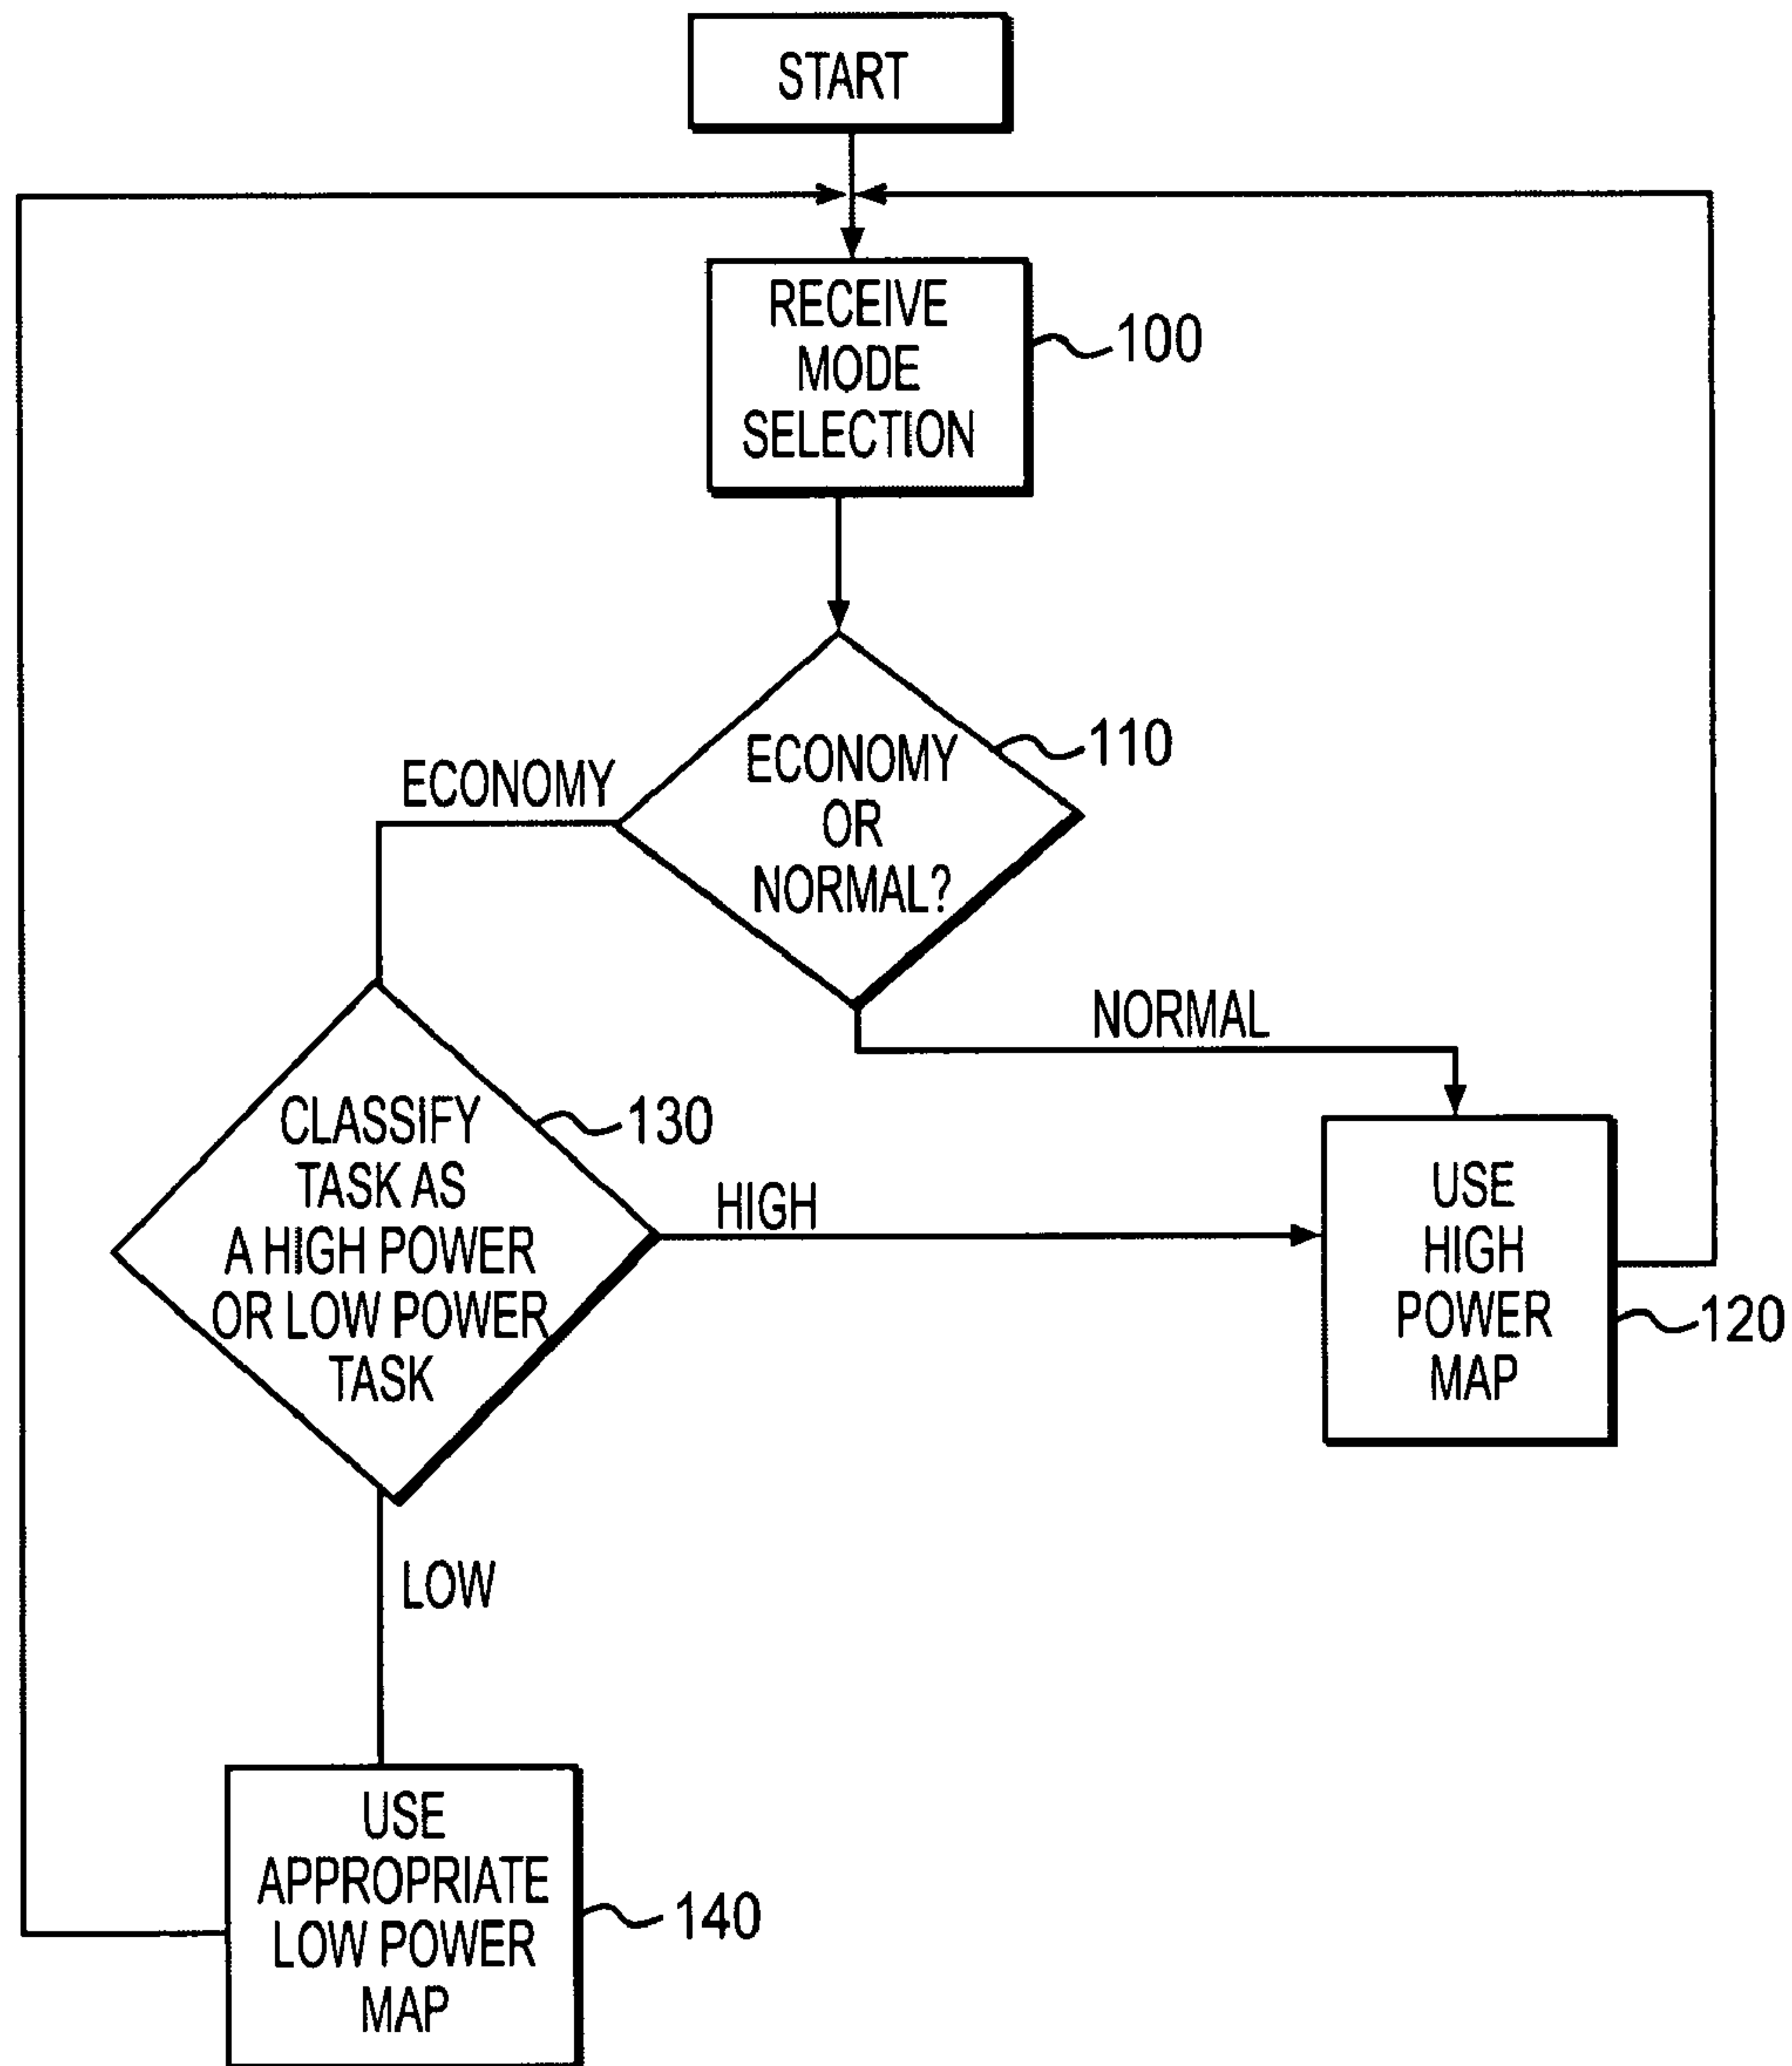 START
RECEIVE
MODE
SELECTION
100
ECONOMY
OR
NORMAL?
110
ECONOMY
NORMAL
CLASSIFY
TASK AS
A HIGH POWER
OR LOW POWER
TASK
130
HIGH
USE
HIGH
POWER
MAP
120
LOW
USE
APPROPRIATE
LOW POWER
MAP
140